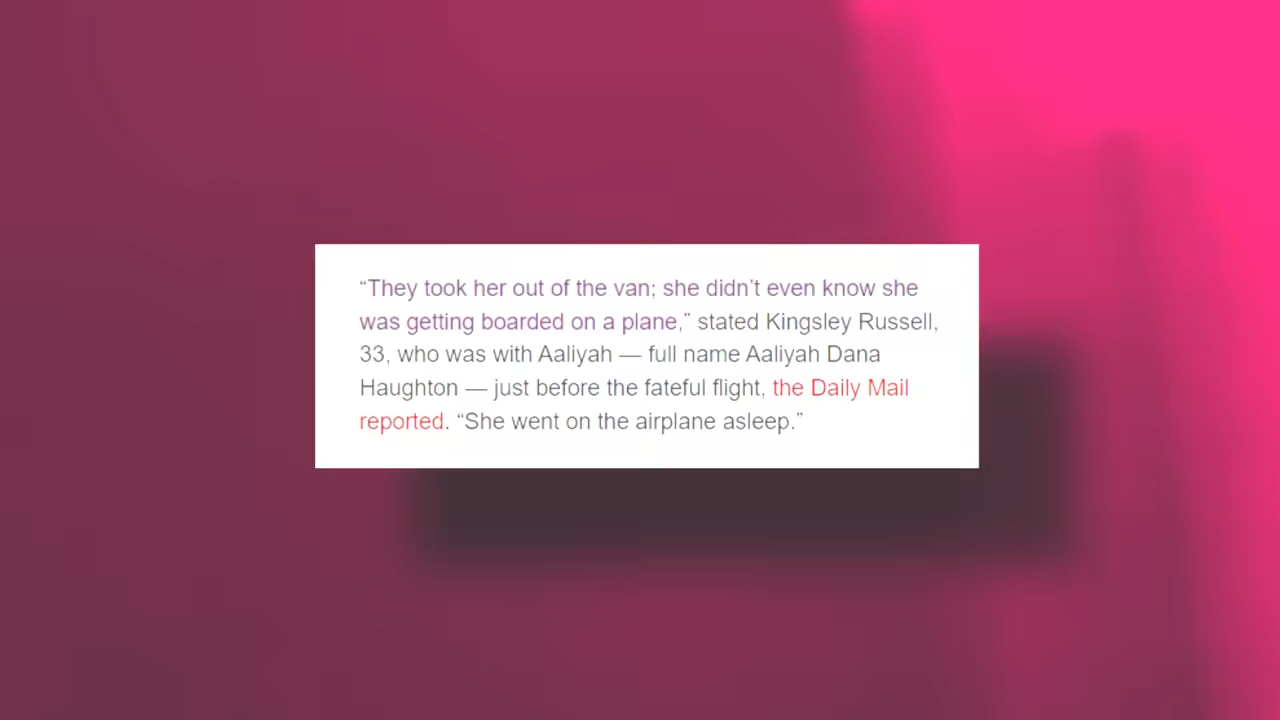 “They took her out of the van; she didn’t even know she
was getting boarded on a plane,” stated Kingsley Russell,
33, who was with Aaliyah — full name Aaliyah Dana
Haughton — just before the fateful flight, the Daily Mail
reported. “She went on the airplane asleep.”